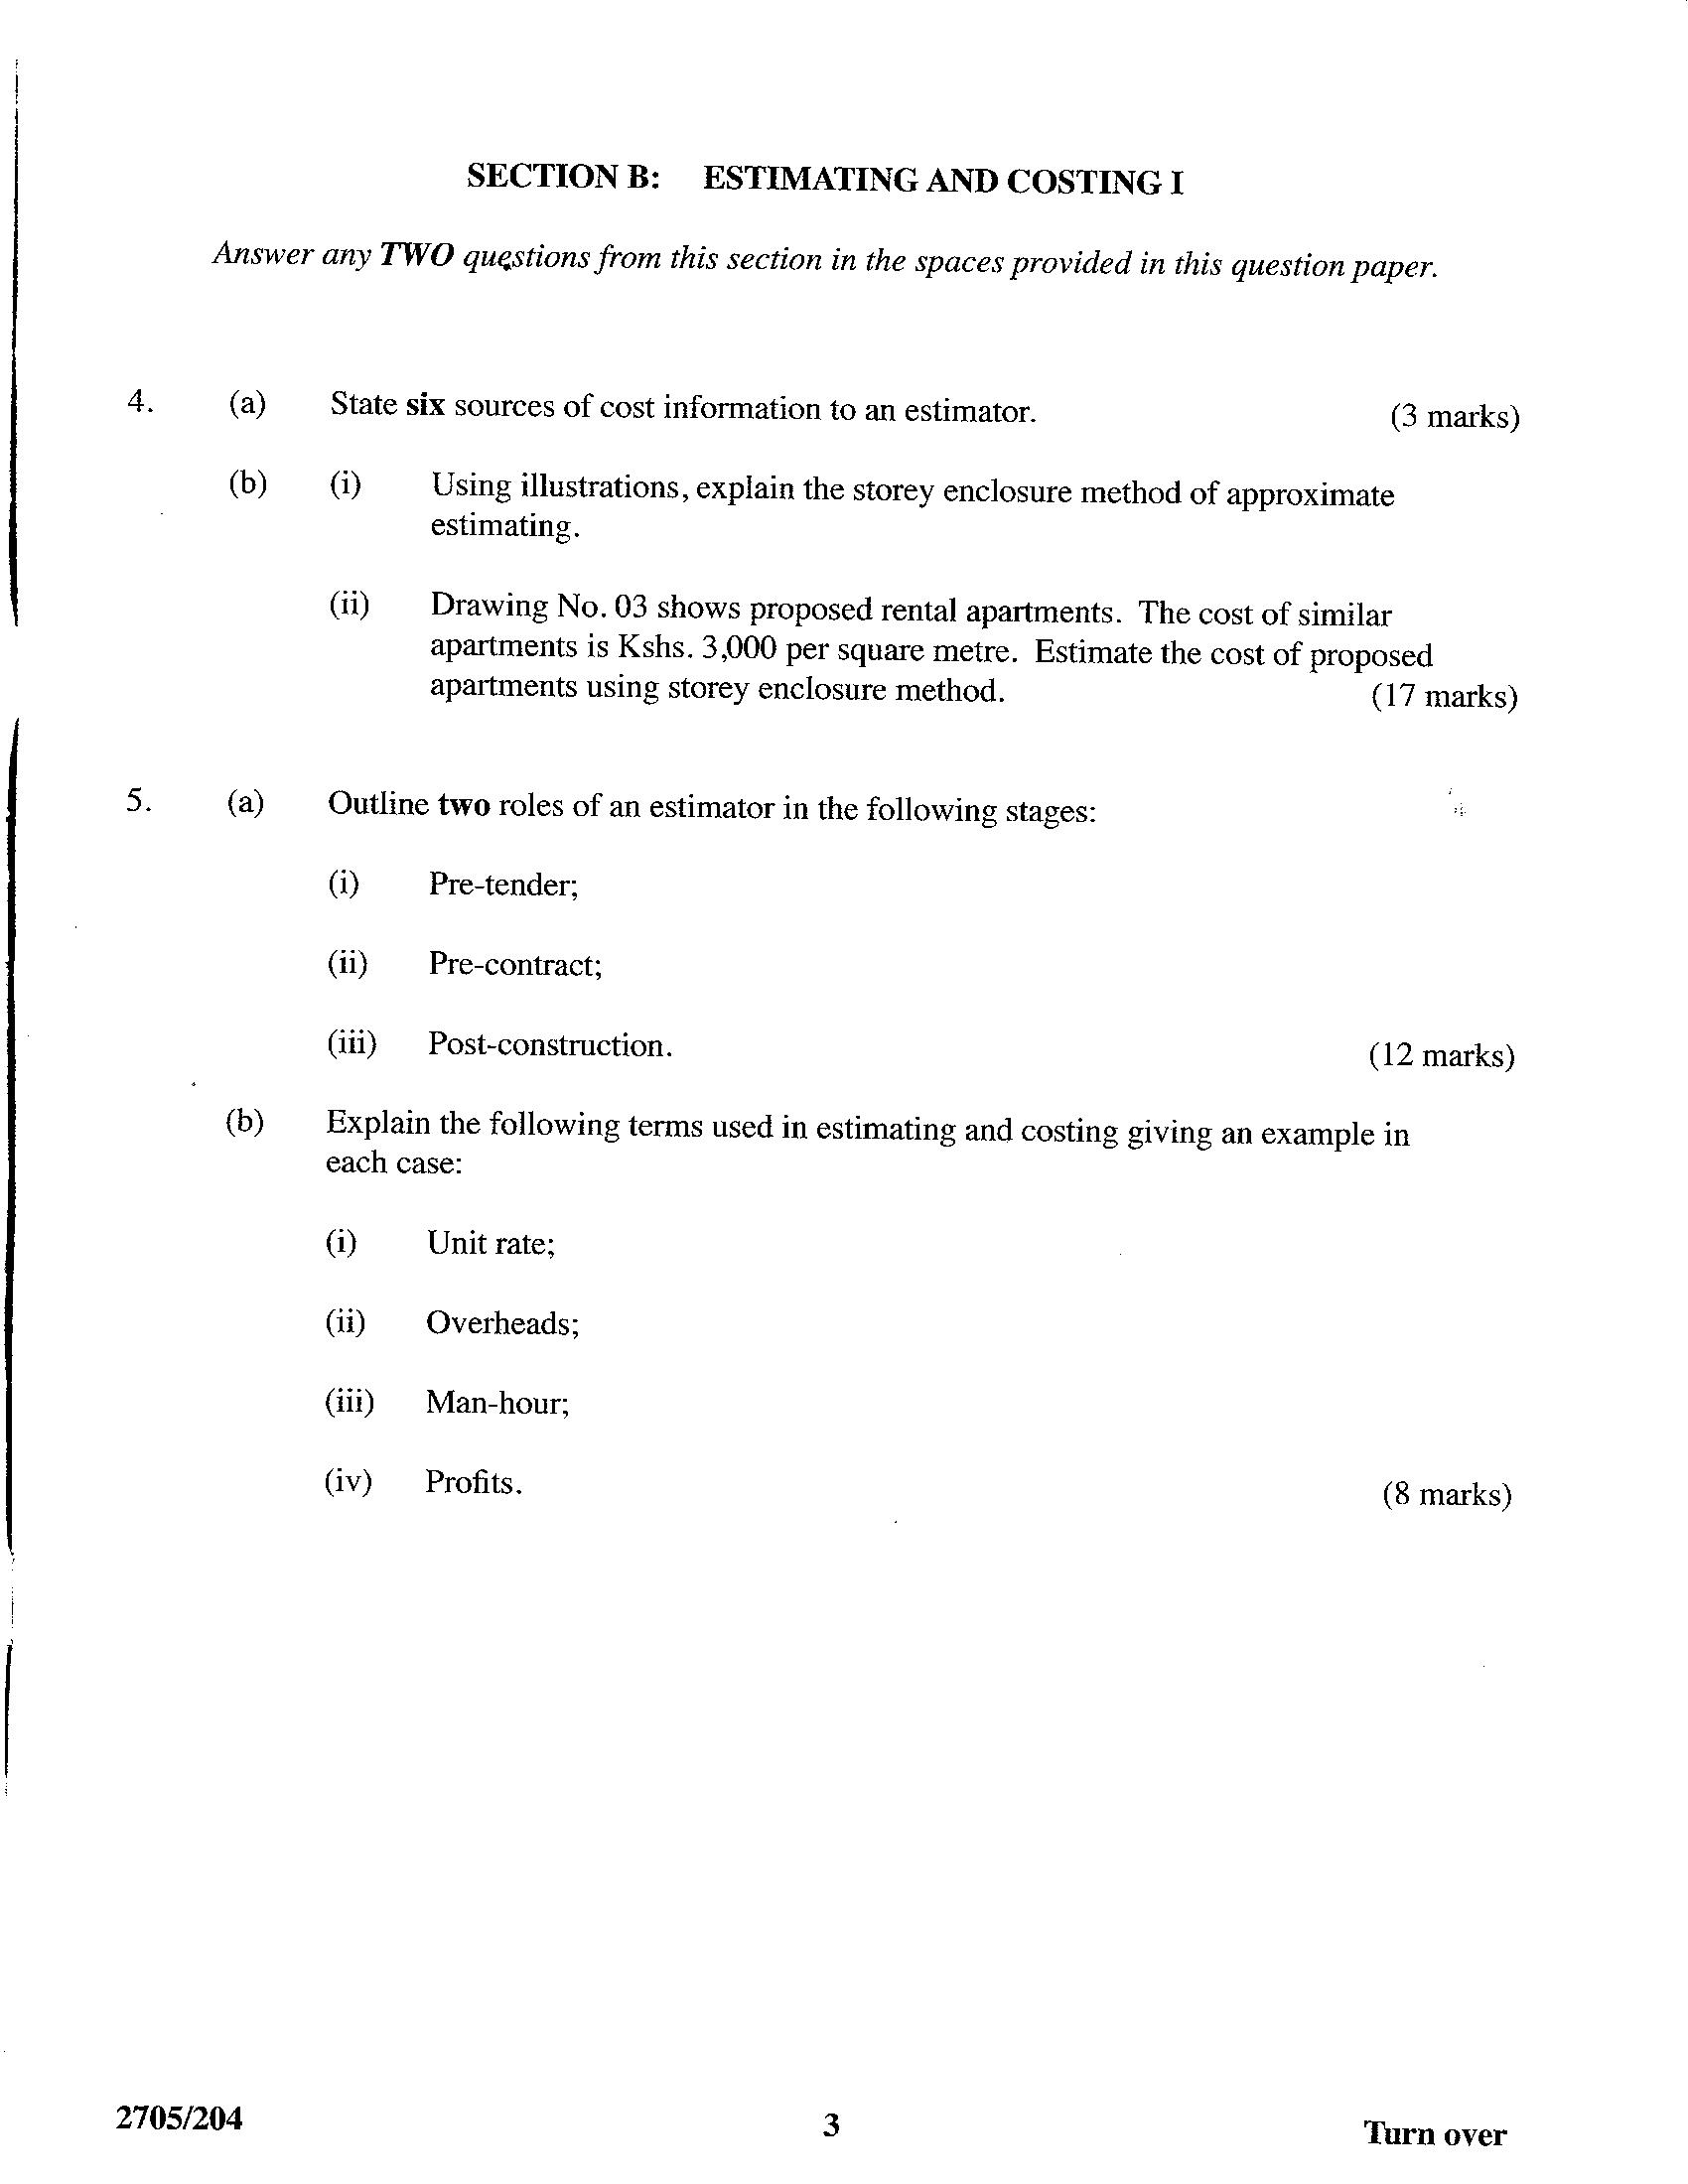 SECTION B: ESTIMATING AND COSTING I
Answer any TWO questions from this section in the spaces provided in this question paper.
4. (a) State six sources of cost information to an estimator. (3 marks)
(b) (i) Using illustrations, explain the storey enclosure method of approximate
estimating.
(ii) Drawing No. 03 shows proposed rental apartments. The cost of similar
apartments is Kshs. 3,000 per square metre. Estimate the cost of proposed
apartments using storey enclosure method. (17 marks)
5. (a) Outline two roles of an estimator in the following stages:
(i) Pre-tender;
(ii) Pre-contract;
(iii) Post-construction. (12 marks)
(b) Explain the following terms used in estimating and costing giving an example in
each case:
(i) Unit rate;
(ii) Overheads;
(iii) Man-hour;
(iv) Profits. (8 marks)
2705/204 3 Turn over